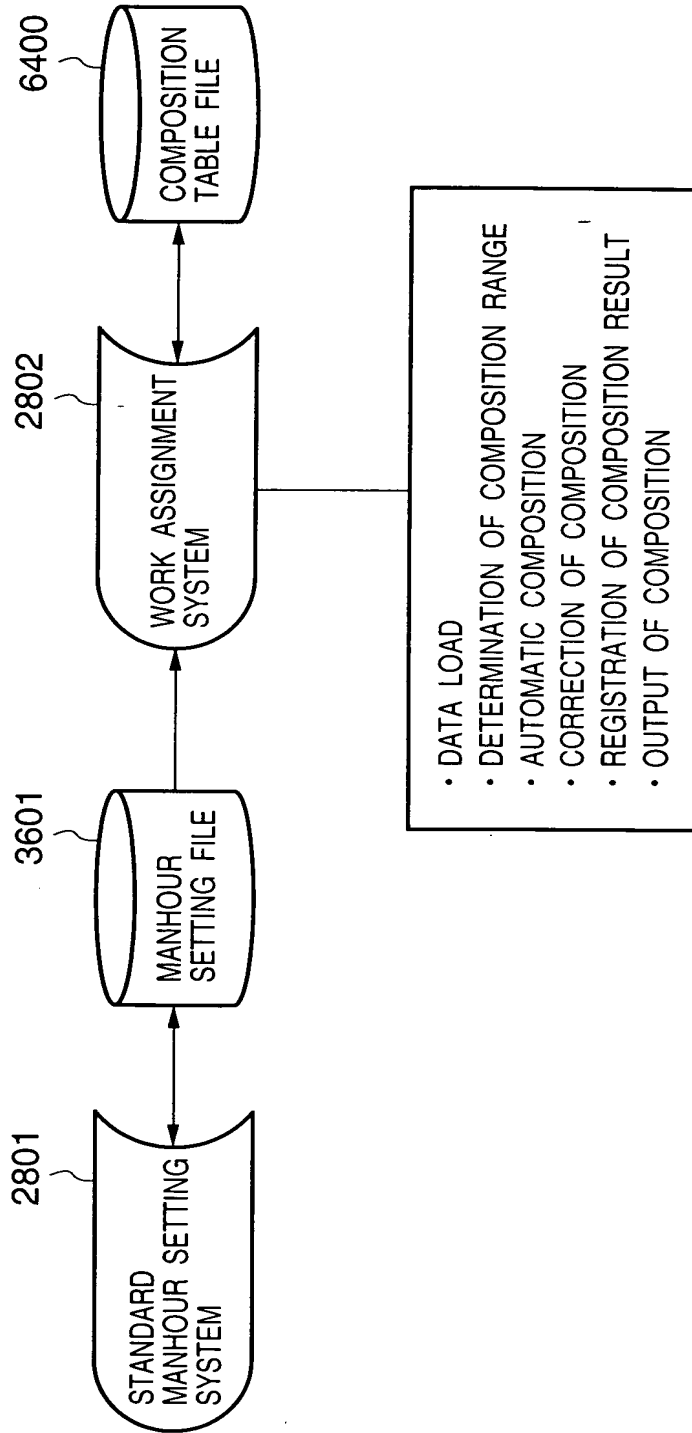 2801
STANDARD
MANHOUR SETTING
SYSTEM
3601
MANHOUR
SETTING FILE
2802
WORK ASSIGNMENT
SYSTEM
6400
COMPOSITION
TABLE FILE
· DATA LOAD
· DETERMINATION OF COMPOSITION RANGE
· AUTOMATIC COMPOSITION
· CORRECTION OF COMPOSITION
· REGISTRATION OF COMPOSITION RESULT
· OUTPUT OF COMPOSITION